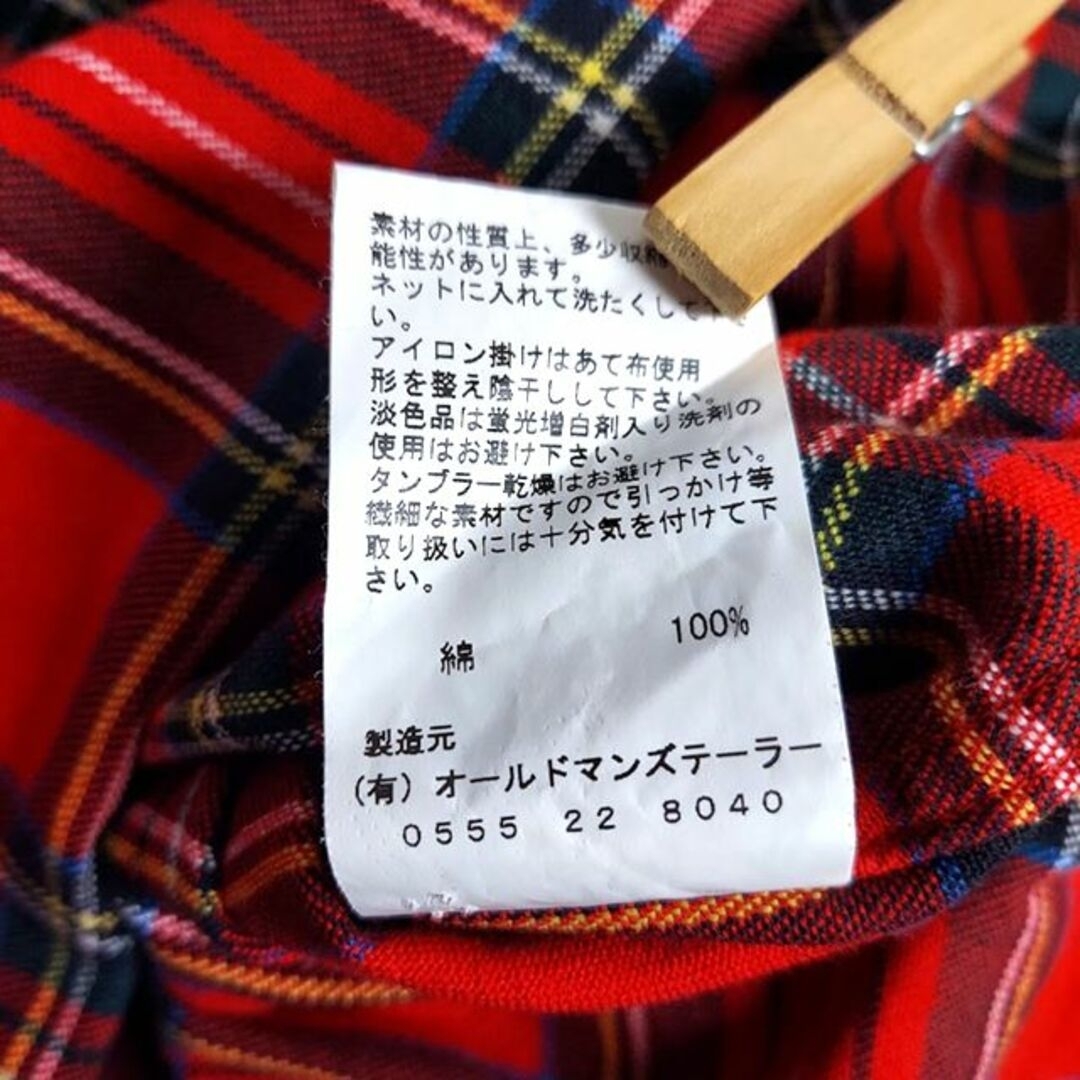 素材の性質上、多少収縮
能性があります。
ネットに入れて洗たくして下
い。
アイロン掛けはあて布使用
形を整え陰干しして下さい。
淡色品は蛍光増白剤入り洗剤の
使用はお避け下さい。
タンブラー乾燥はお避け下さい。
繊細な素材ですので引っかけ等
取り扱いには十分気を付けて下
さい。
綿 100%
製造元
(有) オールドマンズテーラー
0555 22 8040